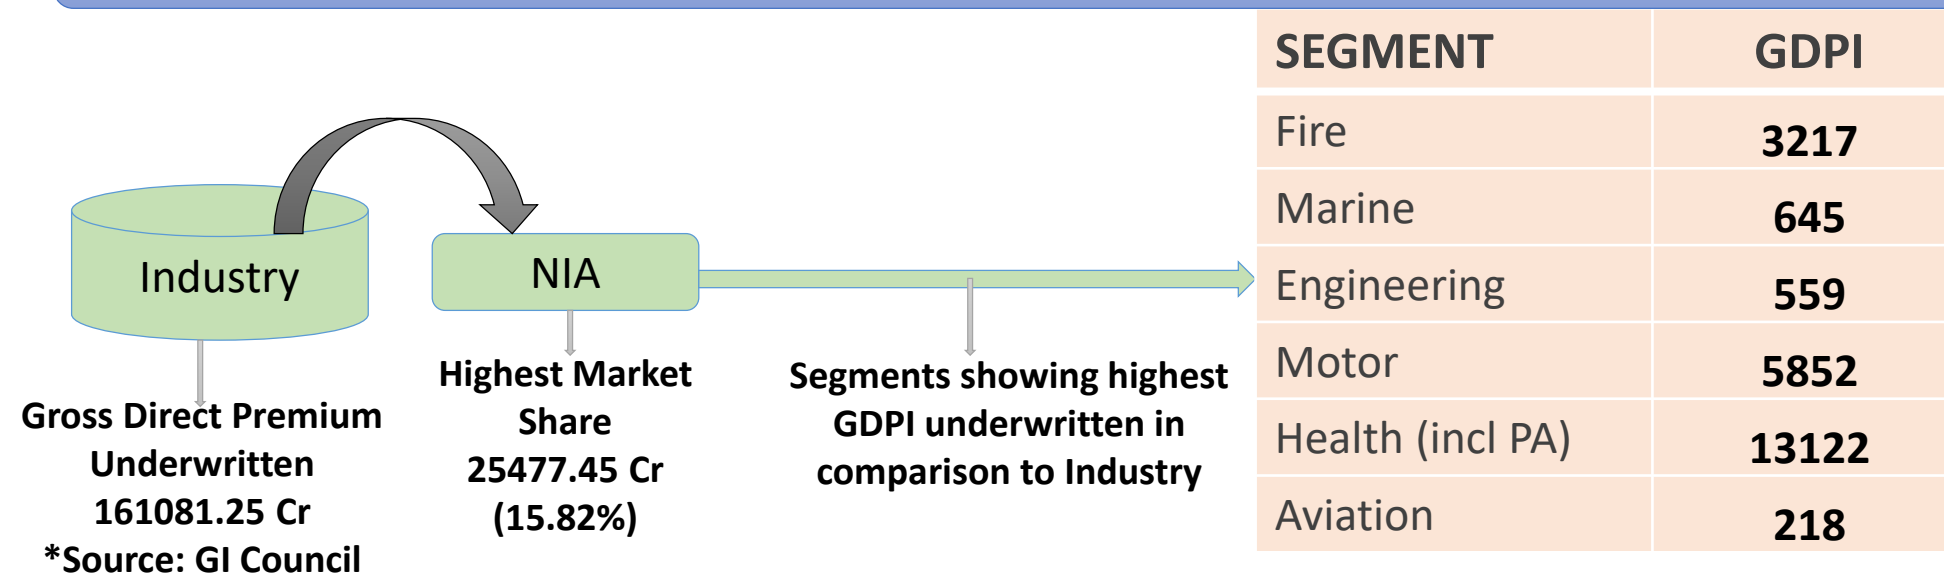 Industry
Gross Direct Premium
Underwritten
161081.25 Cr
*Source: GI Council
NIA
Highest Market
Share
25477.45 Cr
(15.82%)
Segments showing highest
GDPI underwritten in
comparison to Industry
SEGMENT GDPI
Fire 3217
Marine 645
Engineering 559
Motor 5852
Health (incl PA) 13122
Aviation 218